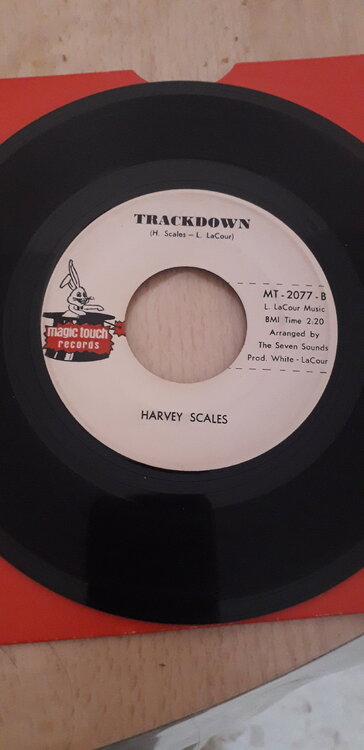 TRACKDOWN
(H. Scales — L. LaCour)
MT - 2077 - B
L. LaCour Music
BMI Time 2:20
Arranged by
The Seven Sounds
Prod. White - LaCour
magic touch
records
HARVEY SCALES